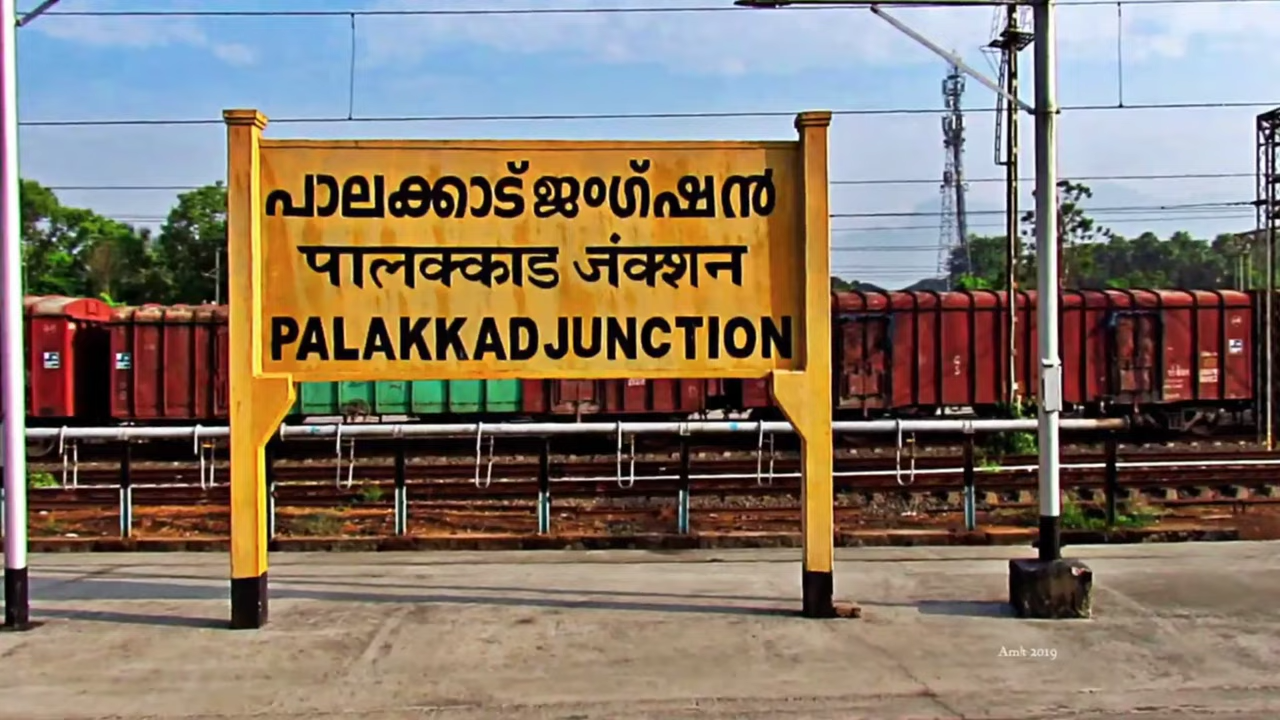 പാലക്കാട് ജംഗ്ഷൻ
पालक्काड जंक्शन
PALAKKAD JUNCTION
Amk 2019